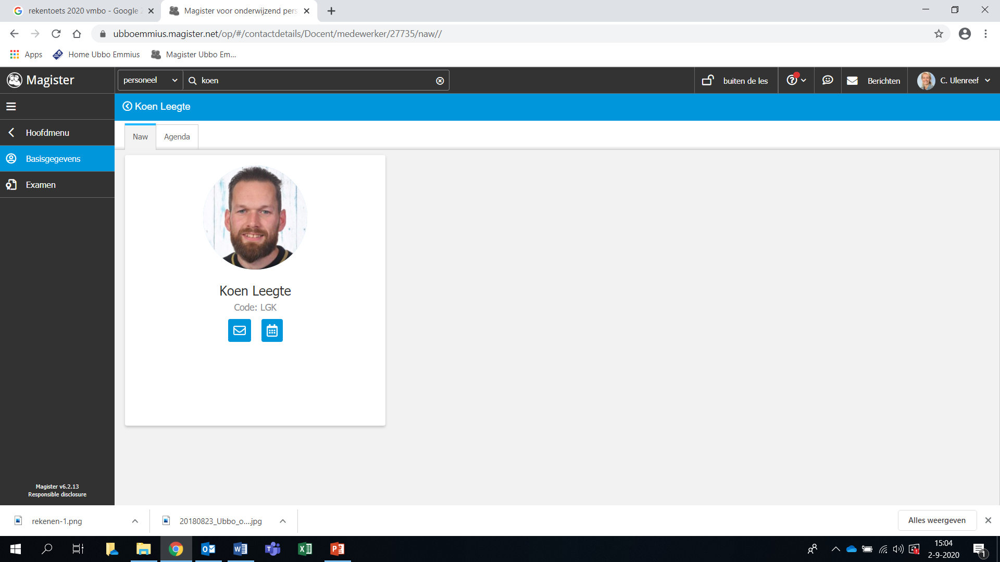 rekentoets 2020 vmbo - Google
Magister voor onderwijzend pers
ubboemmius.magister.net/op/#/contactdetails/Docent/medewerker/27735/naw//
Apps
Home Ubbo Emmius
Magister Ubbo Em...
Magister
personeel
koen
buiten de les
Berichten
C. Ulenreef
Koen Leegte
Hoofdmenu
Basisgegevens
Examen
Naw
Agenda
Koen Leegte
Code: LGK
Magister v6.2.13
Responsible disclosure
rekenen-1.png
20180823_Ubbo_o....jpg
Alles weergeven
15:04
2-9-2020
1